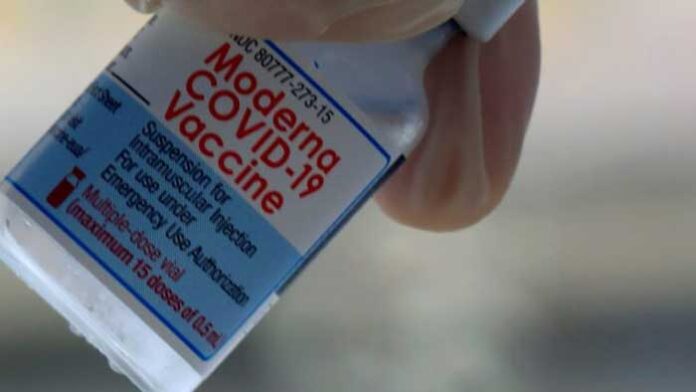 NDC 80777-273-15
Moderna
COVID-19
Vaccine
Suspension for
Intramuscular Injection
For use under
Emergency Use Authorization
Multiple-dose vial
(maximum 15 doses of 0.5 mL